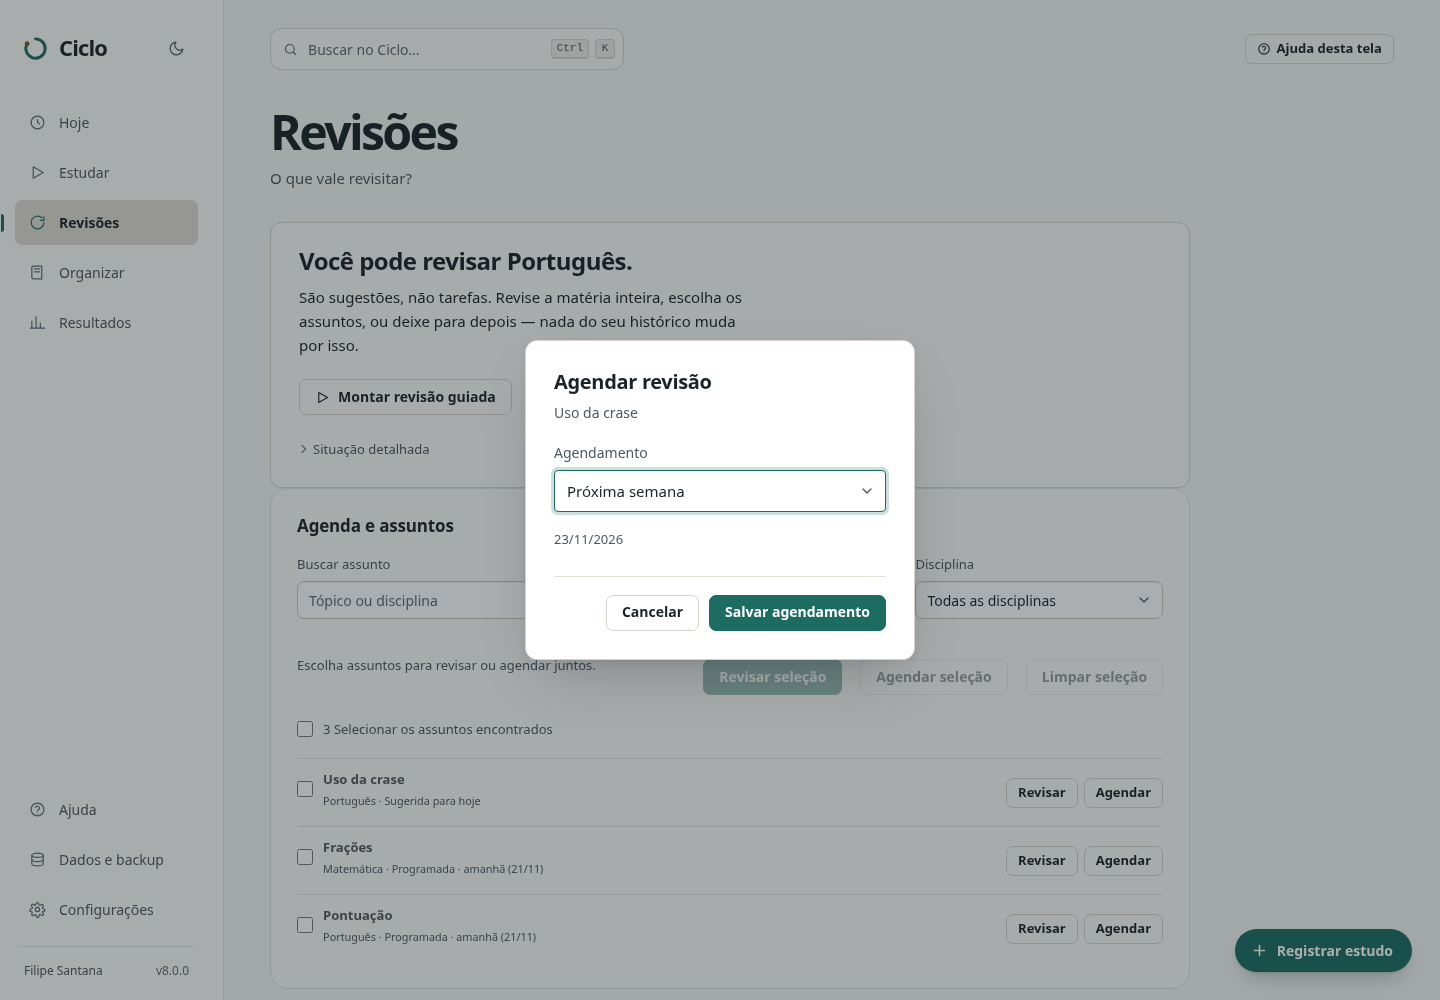 Ciclo
Buscar no Ciclo...
Ctrl K
Ajuda desta tela
Hoje
Estudar
Revisões
Organizar
Resultados
Revisões
O que vale revisitar?
Você pode revisar Português.
São sugestões, não tarefas. Revise a matéria inteira, escolha os
assuntos, ou deixe para depois — nada do seu histórico muda
por isso.
Montar revisão guiada
Situação detalhada
Agendar revisão
Uso da crase
Agendamento
Próxima semana
23/11/2026
Cancelar
Salvar agendamento
Agenda e assuntos
Buscar assunto
Tópico ou disciplina
Disciplina
Todas as disciplinas
Escolha assuntos para revisar ou agendar juntos.
Revisar seleção
Agendar seleção
Limpar seleção
3 Selecionar os assuntos encontrados
Uso da crase
Português · Sugerida para hoje
Revisar
Agendar
Frações
Matemática · Programada · amanhã (21/11)
Revisar
Agendar
Pontuação
Português · Programada · amanhã (21/11)
Revisar
Agendar
Ajuda
Dados e backup
Configurações
Filipe Santana
v8.0.0
Registrar estudo